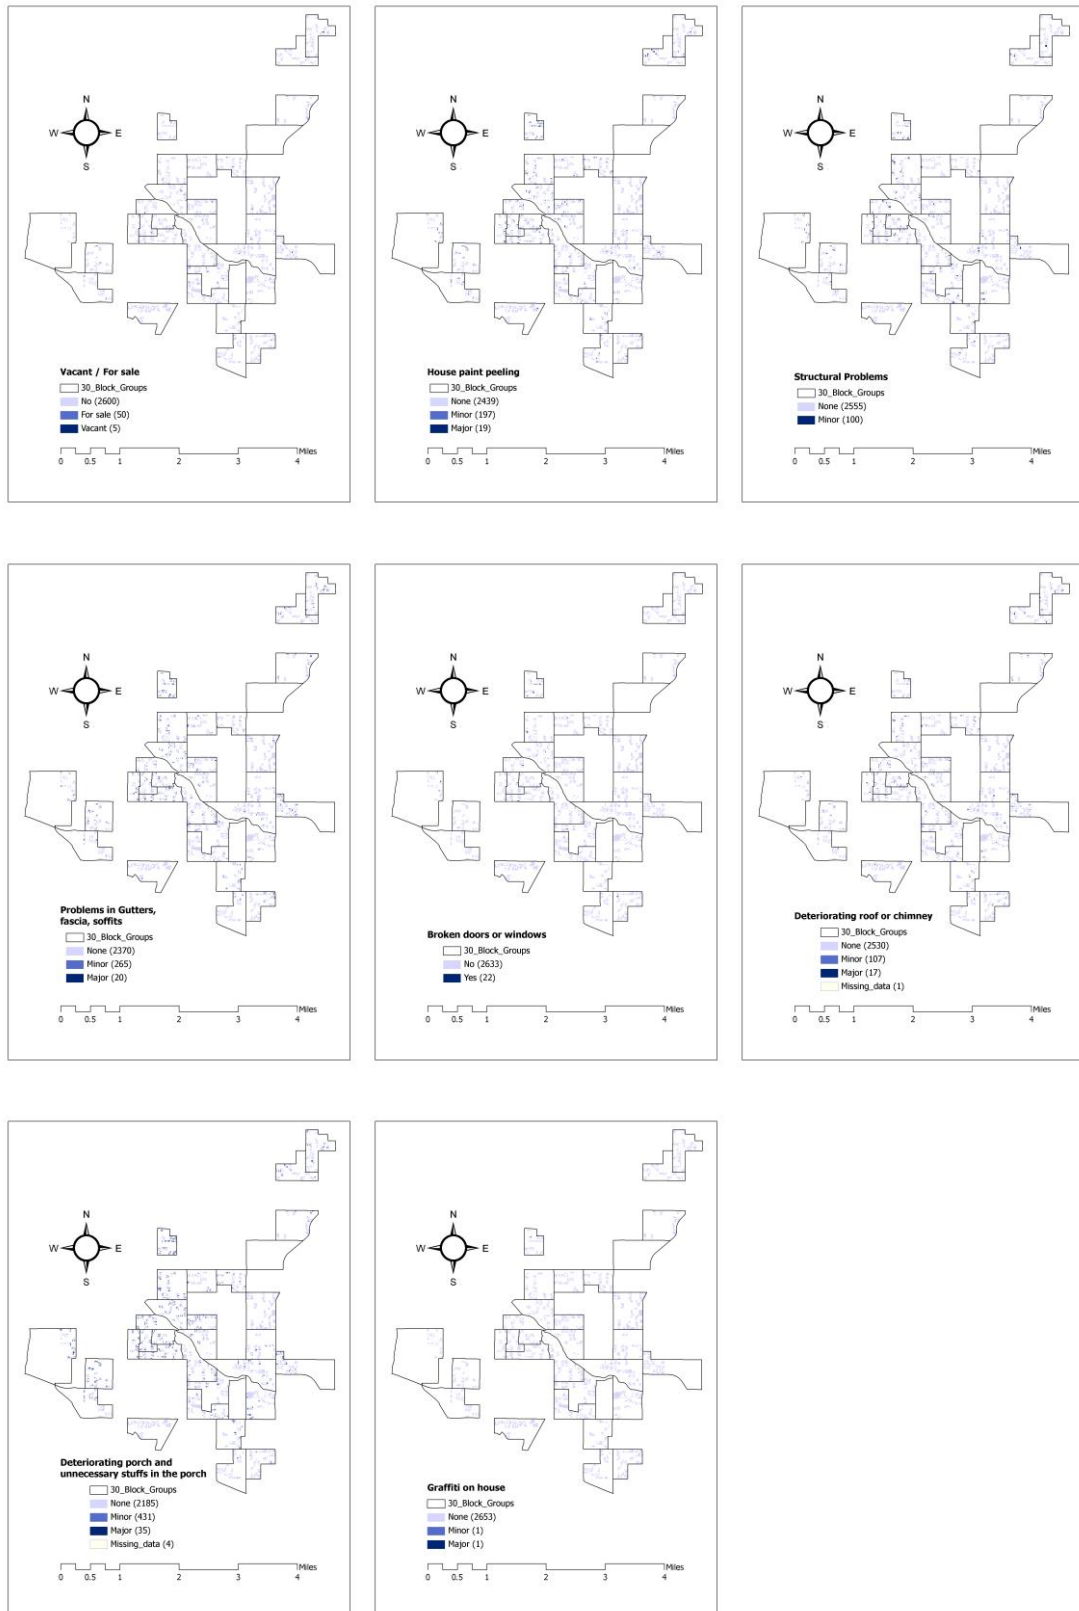 N
W E
S
Vacant / For sale
30_Block_Groups
No (2600)
For sale (50)
Vacant (5)
Miles
0 0.5 1 2 3 4
N
W E
S
House paint peeling
30_Block_Groups
None (2439)
Minor (197)
Major (19)
Miles
0 0.5 1 2 3 4
N
W E
S
Structural Problems
30_Block_Groups
None (2555)
Minor (100)
Miles
0 0.5 1 2 3 4
N
W E
S
Problems in Gutters,
fascia, soffits
30_Block_Groups
None (2370)
Minor (265)
Major (20)
Miles
0 0.5 1 2 3 4
N
W E
S
Broken doors or windows
30_Block_Groups
No (2633)
Yes (22)
Miles
0 0.5 1 2 3 4
N
W E
S
Deteriorating roof or chimney
30_Block_Groups
None (2530)
Minor (107)
Major (17)
Missing_data (1)
Miles
0 0.5 1 2 3 4
N
W E
S
Deteriorating porch and
unnecessary stuffs in the porch
30_Block_Groups
None (2185)
Minor (431)
Major (35)
Missing_data (4)
Miles
0 0.5 1 2 3 4
N
W E
S
Graffiti on house
30_Block_Groups
None (2653)
Minor (1)
Major (1)
Miles
0 0.5 1 2 3 4